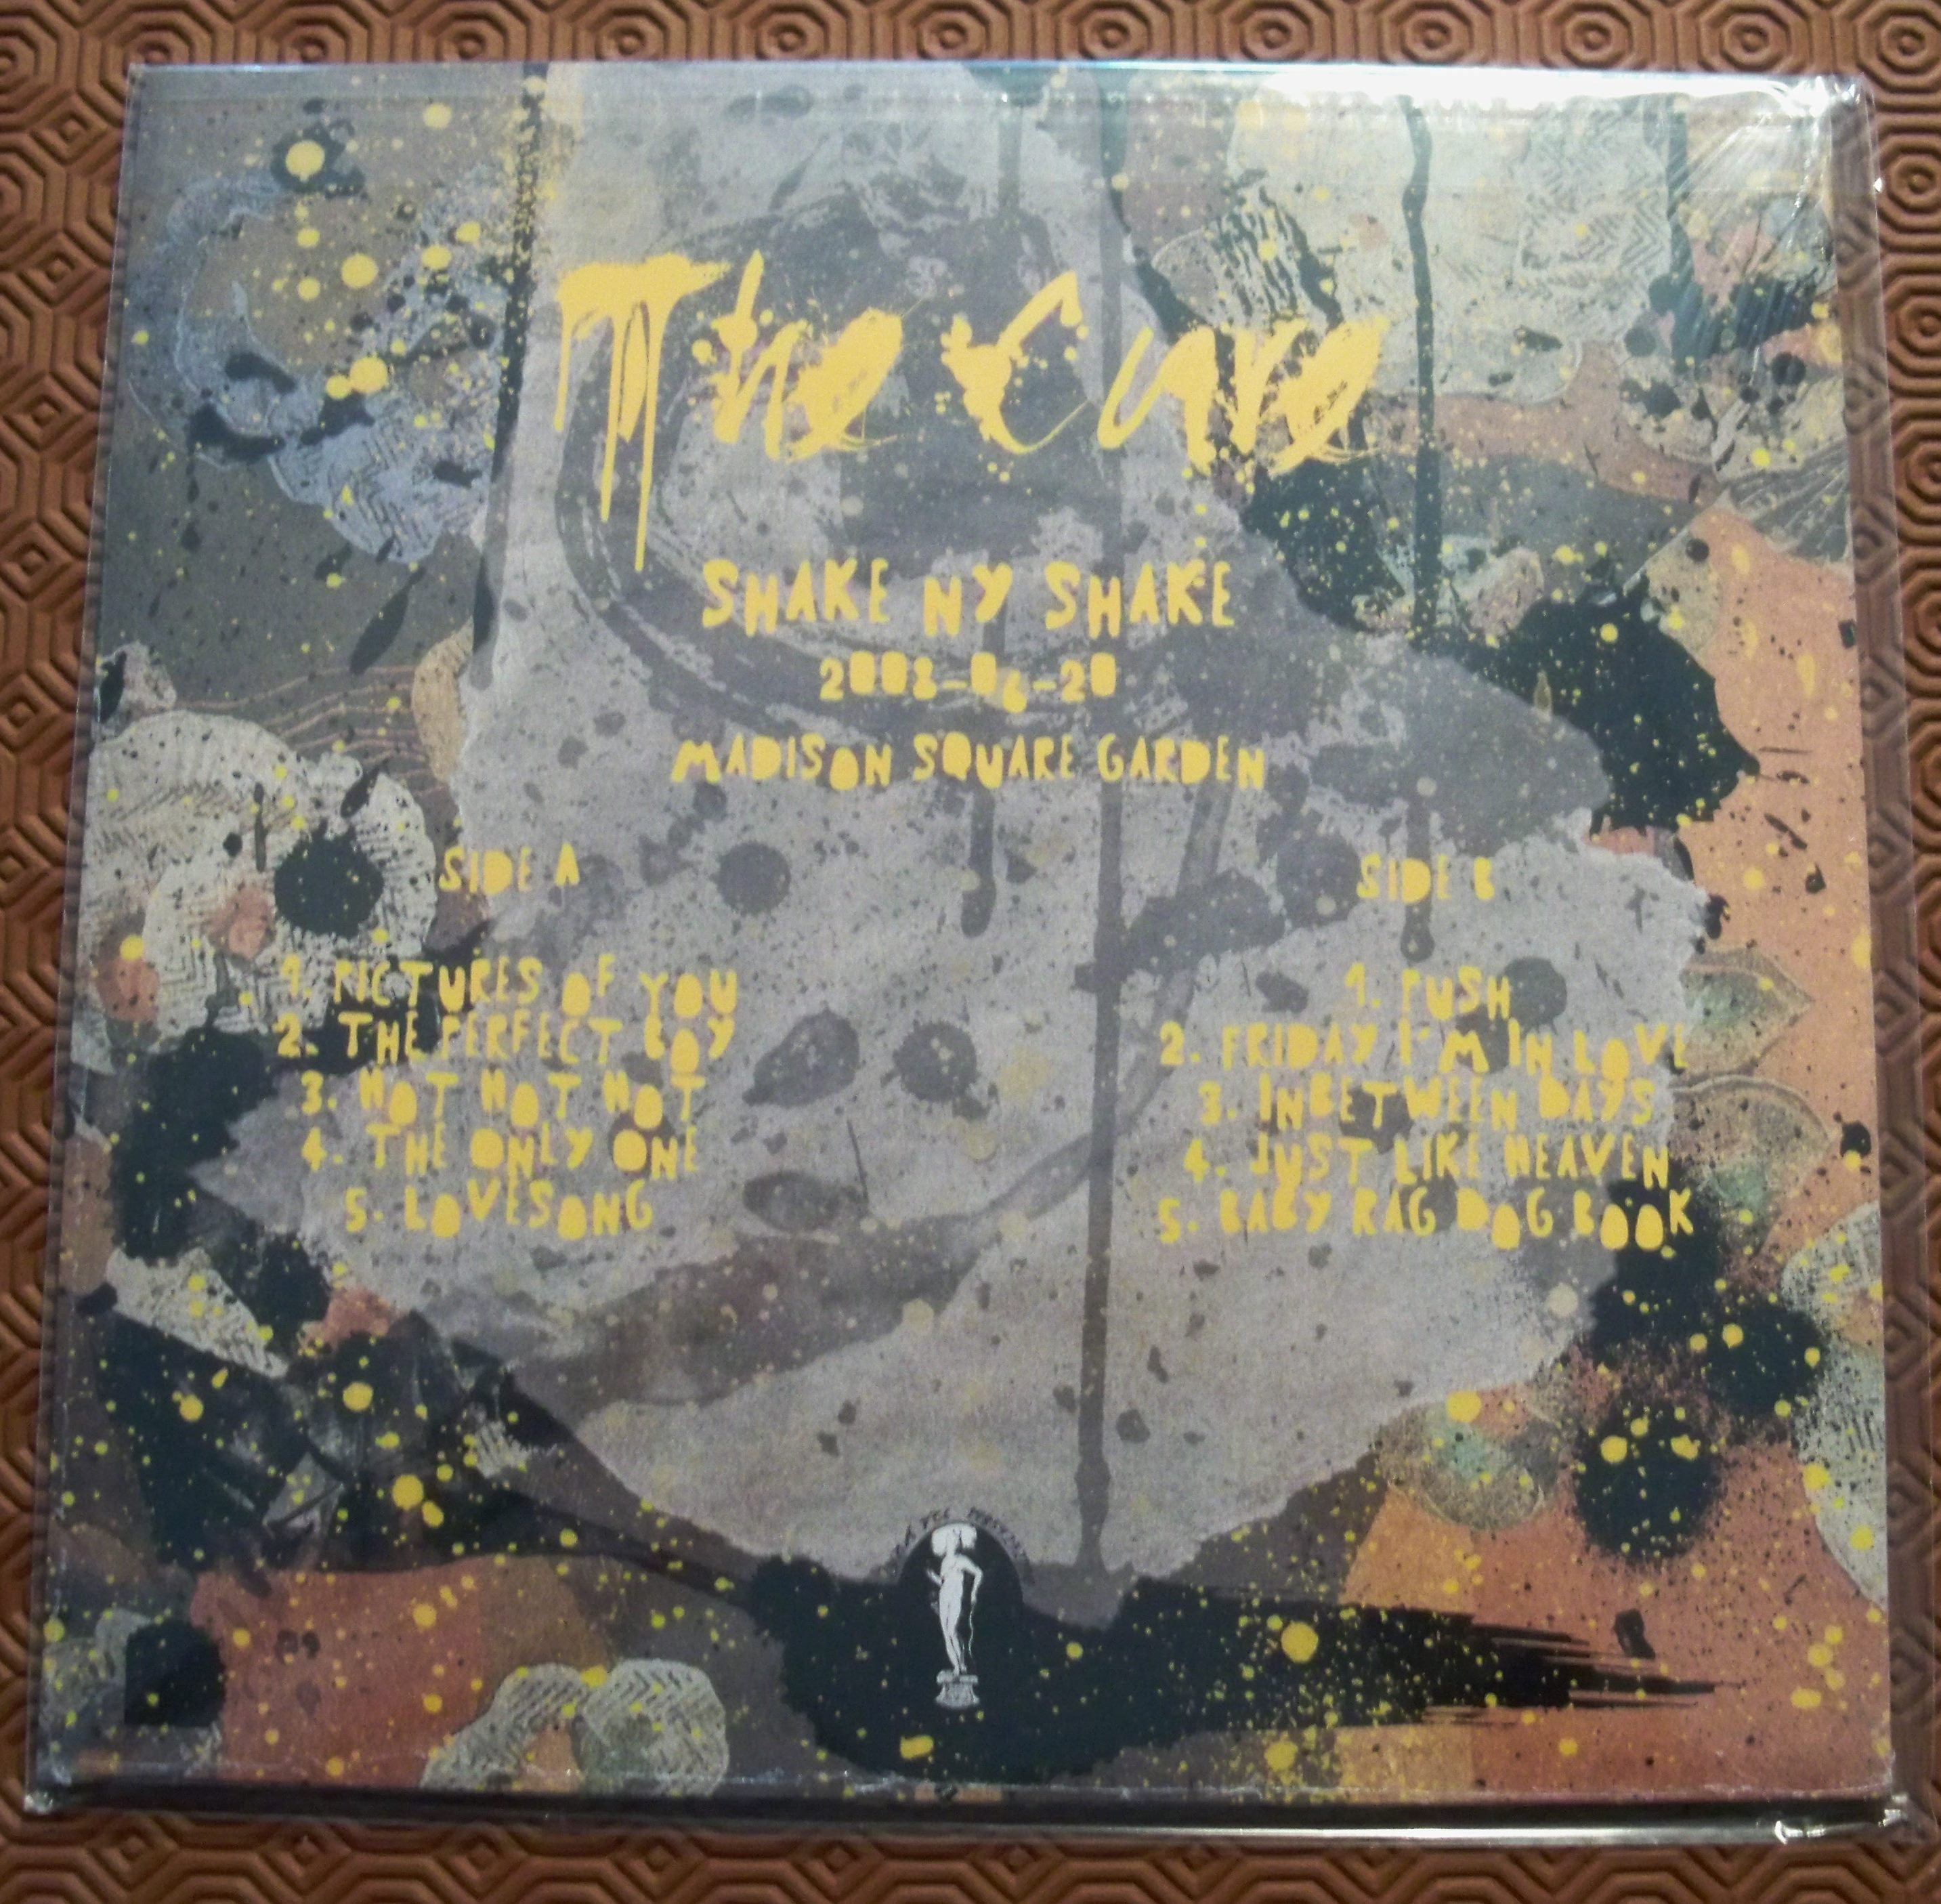 The Cure
SHAKE NY SHAKE
2008-06-20
MADISON SQUARE GARDEN
SIDE A
1. PICTURES OF YOU
2. THE PERFECT BOY
3. HOT HOT HOT
4. THE ONLY ONE
5. LOVESONG
SIDE B
1. PUSH
2. FRIDAY I'M IN LOVE
3. INBETWEEN DAYS
4. JUST LIKE HEAVEN
5. BABY RAG DOG BOOK